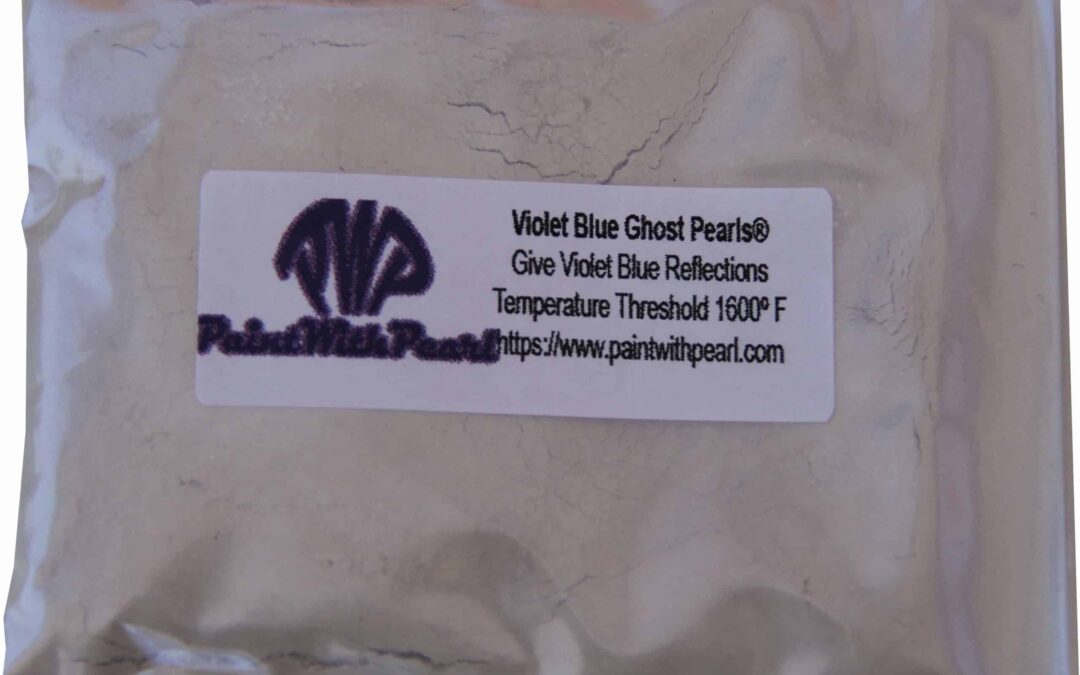 PWP
PaintWithPearl
Violet Blue Ghost Pearls®
Give Violet Blue Reflections
Temperature Threshold 1600º F
https://www.paintwithpearl.com